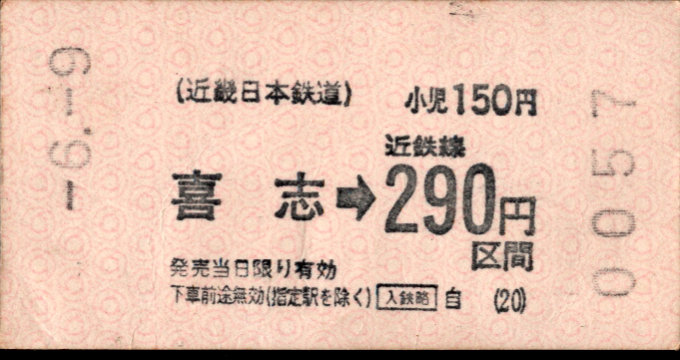 (近畿日本鉄道)
小児150円
近鉄線
喜志➡290円
区間
発売当日限り有効
下車前途無効(指定駅を除く) 入鋏略 自 (20)
-6.-9
0057